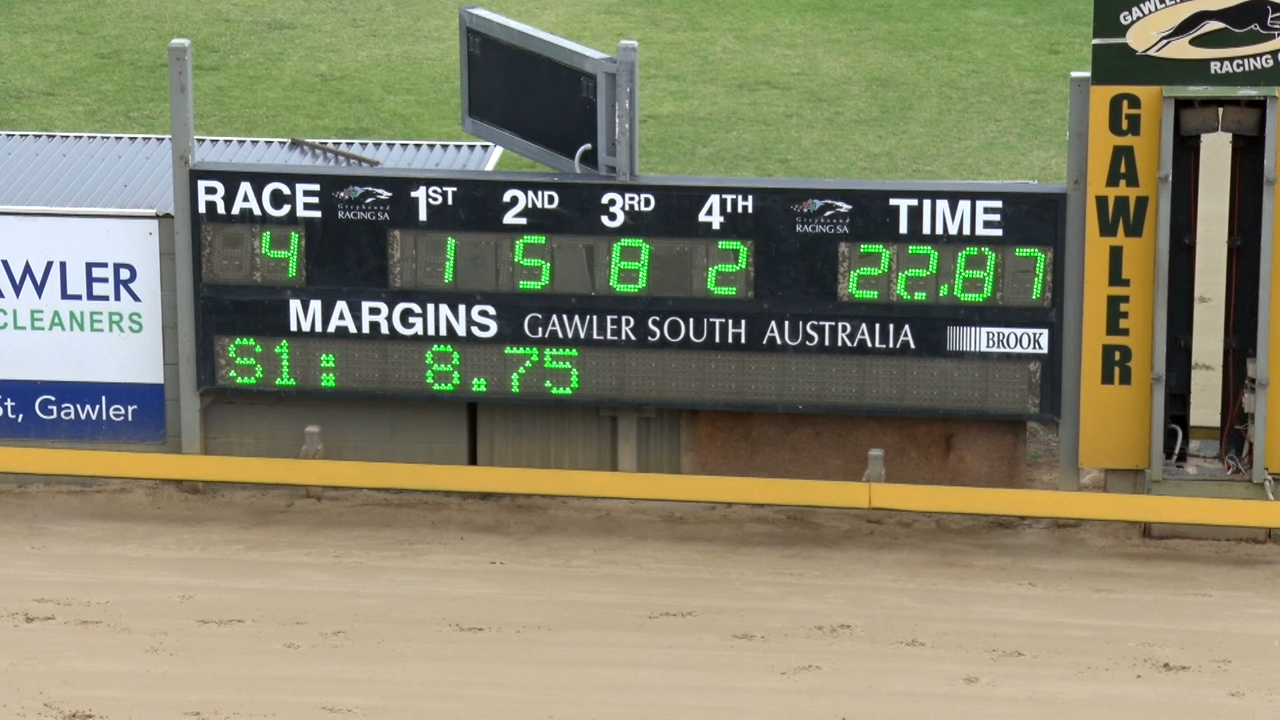 GAWLER
RACING
RACE Greyhound RACING SA 1ST 2ND 3RD 4TH Greyhound RACING SA TIME
4 1 5 8 2 22.87
MARGINS GAWLER SOUTH AUSTRALIA BROOK
S1: 8.75
AWLER
CLEANERS
St, Gawler
GAWLER